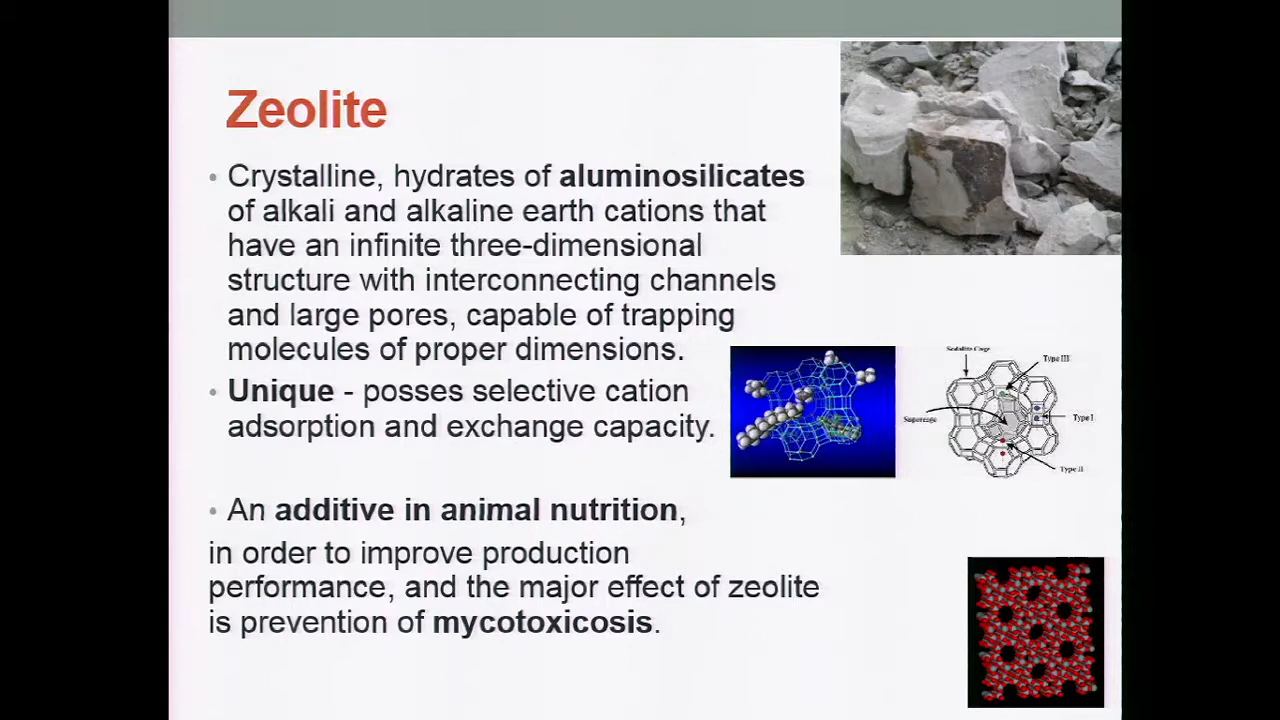 Zeolite
• Crystalline, hydrates of aluminosilicates
of alkali and alkaline earth cations that
have an infinite three-dimensional
structure with interconnecting channels
and large pores, capable of trapping
molecules of proper dimensions.
• Unique - posses selective cation
adsorption and exchange capacity.
• An additive in animal nutrition,
in order to improve production
performance, and the major effect of zeolite
is prevention of mycotoxicosis.
Sodalite Cage
Type III
Supercage
Type I
Type II